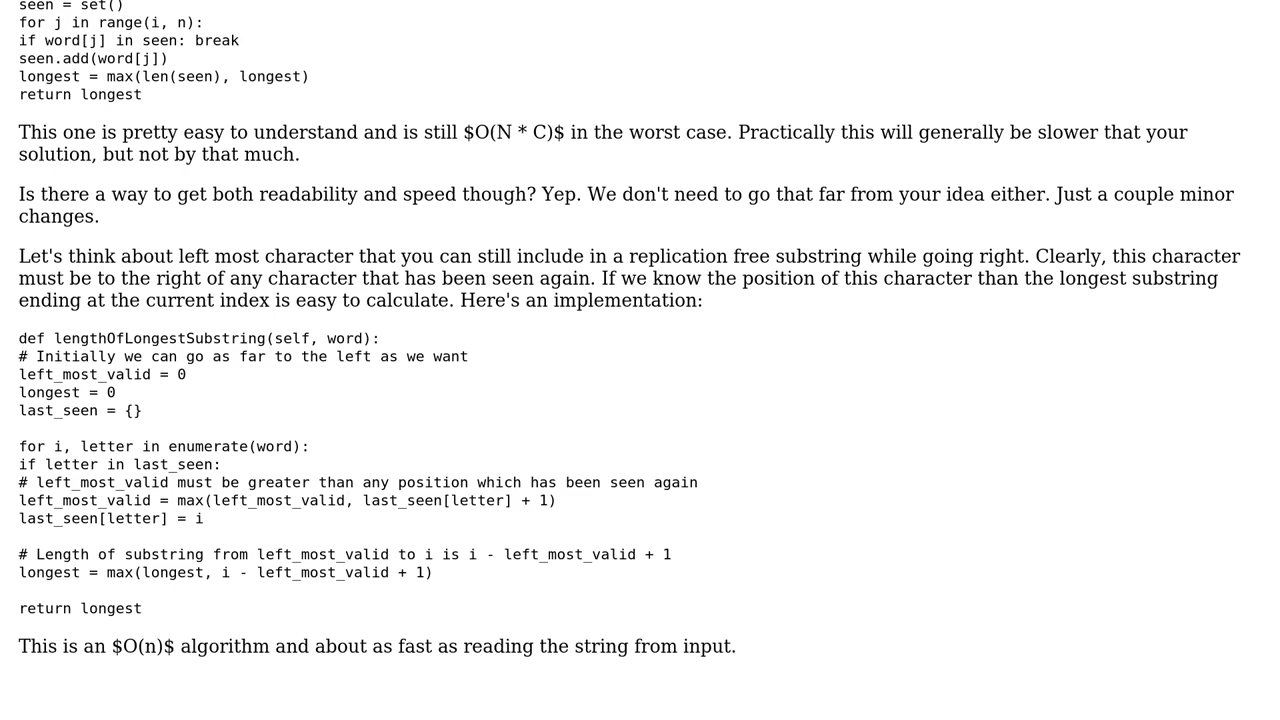 seen = set()
for j in range(i, n):
if word[j] in seen: break
seen.add(word[j])
longest = max(len(seen), longest)
return longest
This one is pretty easy to understand and is still $O(N * C)$ in the worst case. Practically this will generally be slower that your
solution, but not by that much.
Is there a way to get both readability and speed though? Yep. We don't need to go that far from your idea either. Just a couple minor
changes.
Let's think about left most character that you can still include in a replication free substring while going right. Clearly, this character
must be to the right of any character that has been seen again. If we know the position of this character than the longest substring
ending at the current index is easy to calculate. Here's an implementation:
def lengthOfLongestSubstring(self, word):
# Initially we can go as far to the left as we want
left_most_valid = 0
longest = 0
last_seen = {}
for i, letter in enumerate(word):
if letter in last_seen:
# left_most_valid must be greater than any position which has been seen again
left_most_valid = max(left_most_valid, last_seen[letter] + 1)
last_seen[letter] = i
# Length of substring from left_most_valid to i is i - left_most_valid + 1
longest = max(longest, i - left_most_valid + 1)
return longest
This is an $O(n)$ algorithm and about as fast as reading the string from input.